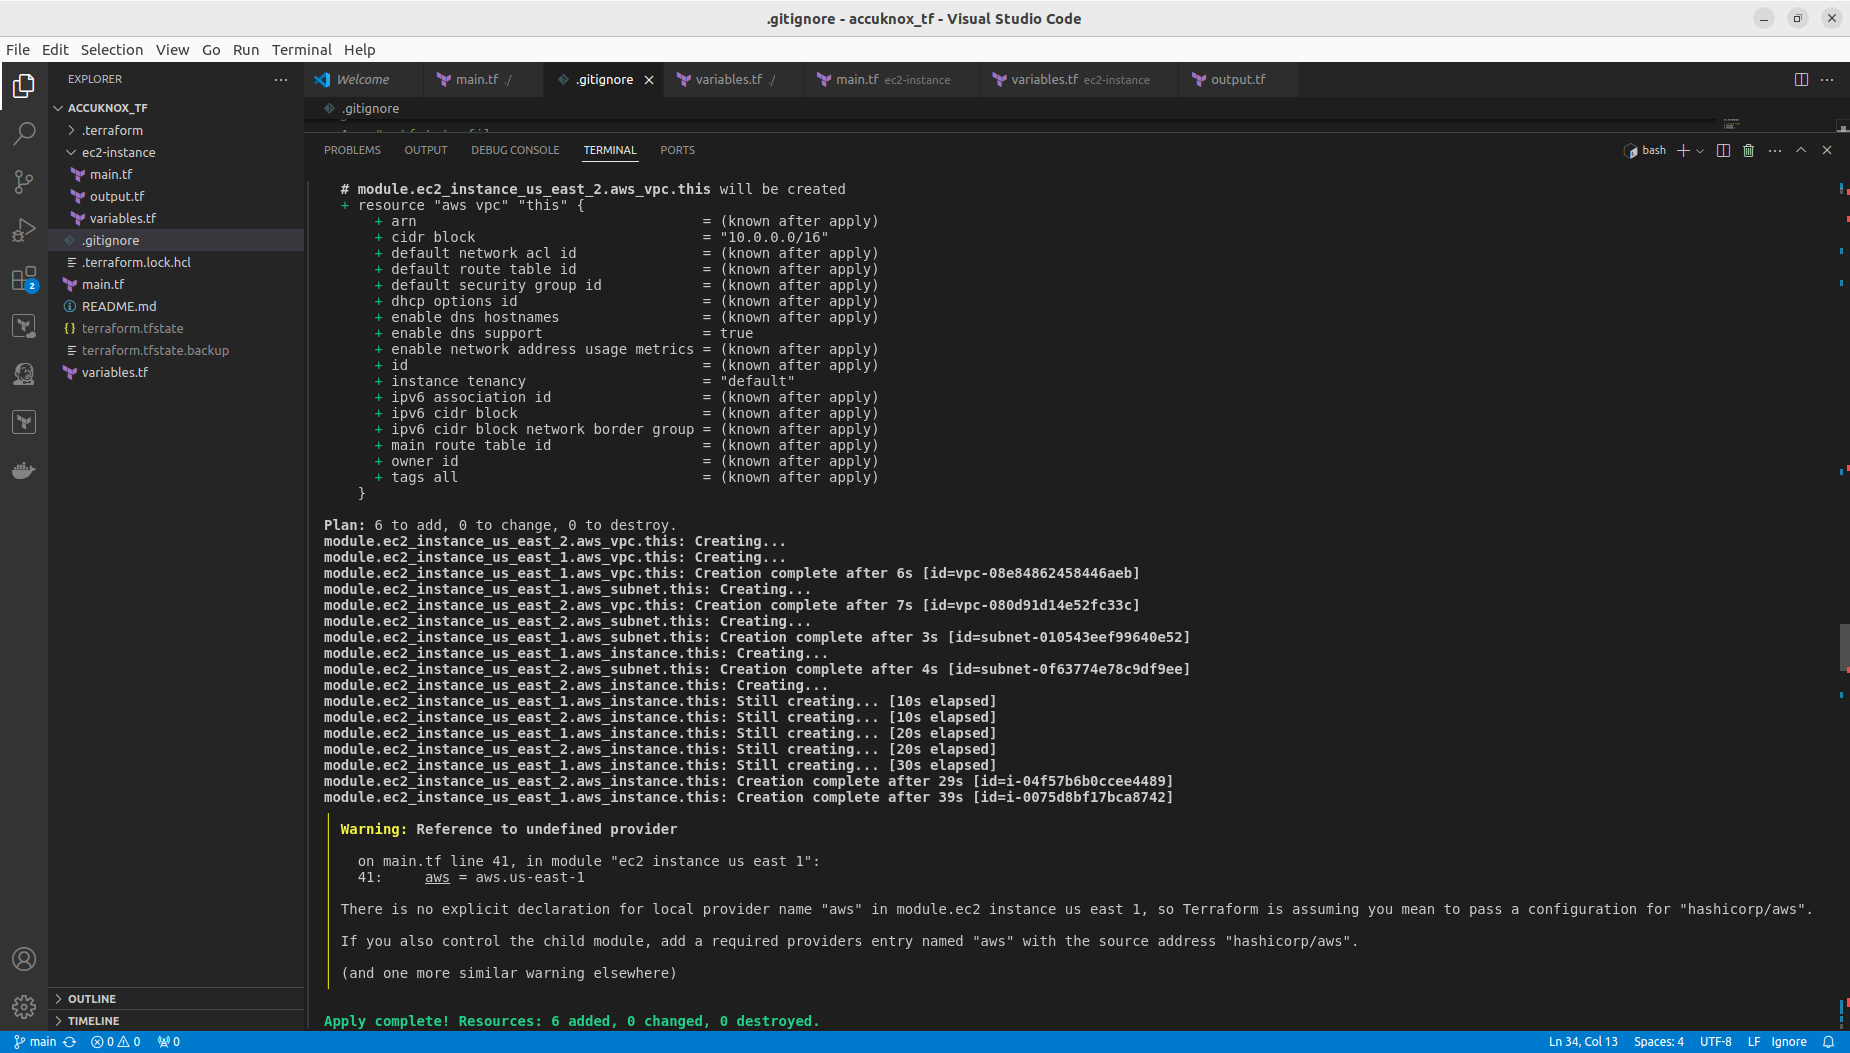 .gitignore - accuknox_tf - Visual Studio Code
File Edit Selection View Go Run Terminal Help
EXPLORER
ACCUKNOX_TF
.terraform
ec2-instance
main.tf
output.tf
variables.tf
.gitignore
.terraform.lock.hcl
main.tf
README.md
terraform.tfstate
terraform.tfstate.backup
variables.tf
OUTLINE
TIMELINE
2
Welcome main.tf ./ .gitignore variables.tf ./ main.tf ec2-instance variables.tf ec2-instance output.tf
.gitignore
PROBLEMS OUTPUT DEBUG CONSOLE TERMINAL PORTS
bash
# module.ec2_instance_us_east_2.aws_vpc.this will be created
+ resource "aws vpc" "this" {
+ arn = (known after apply)
+ cidr block = "10.0.0.0/16"
+ default network acl id = (known after apply)
+ default route table id = (known after apply)
+ default security group id = (known after apply)
+ dhcp options id = (known after apply)
+ enable dns hostnames = (known after apply)
+ enable dns support = true
+ enable network address usage metrics = (known after apply)
+ id = (known after apply)
+ instance tenancy = "default"
+ ipv6 association id = (known after apply)
+ ipv6 cidr block = (known after apply)
+ ipv6 cidr block network border group = (known after apply)
+ main route table id = (known after apply)
+ owner id = (known after apply)
+ tags all = (known after apply)
}
Plan: 6 to add, 0 to change, 0 to destroy.
module.ec2_instance_us_east_2.aws_vpc.this: Creating...
module.ec2_instance_us_east_1.aws_vpc.this: Creating...
module.ec2_instance_us_east_1.aws_vpc.this: Creation complete after 6s [id=vpc-08e84862458446aeb]
module.ec2_instance_us_east_1.aws_subnet.this: Creating...
module.ec2_instance_us_east_2.aws_vpc.this: Creation complete after 7s [id=vpc-080d91d14e52fc33c]
module.ec2_instance_us_east_2.aws_subnet.this: Creating...
module.ec2_instance_us_east_1.aws_subnet.this: Creation complete after 3s [id=subnet-010543eef99640e52]
module.ec2_instance_us_east_1.aws_instance.this: Creating...
module.ec2_instance_us_east_2.aws_subnet.this: Creation complete after 4s [id=subnet-0f63774e78c9df9ee]
module.ec2_instance_us_east_2.aws_instance.this: Creating...
module.ec2_instance_us_east_1.aws_instance.this: Still creating... [10s elapsed]
module.ec2_instance_us_east_2.aws_instance.this: Still creating... [10s elapsed]
module.ec2_instance_us_east_1.aws_instance.this: Still creating... [20s elapsed]
module.ec2_instance_us_east_2.aws_instance.this: Still creating... [20s elapsed]
module.ec2_instance_us_east_1.aws_instance.this: Still creating... [30s elapsed]
module.ec2_instance_us_east_2.aws_instance.this: Creation complete after 29s [id=i-04f57b6b0ccee4489]
module.ec2_instance_us_east_1.aws_instance.this: Creation complete after 39s [id=i-0075d8bf17bca8742]
Warning: Reference to undefined provider
on main.tf line 41, in module "ec2 instance us east 1":
41: aws = aws.us-east-1
There is no explicit declaration for local provider name "aws" in module.ec2 instance us east 1, so Terraform is assuming you mean to pass a configuration for "hashicorp/aws".
If you also control the child module, add a required providers entry named "aws" with the source address "hashicorp/aws".
(and one more similar warning elsewhere)
Apply complete! Resources: 6 added, 0 changed, 0 destroyed.
main 0 0 0 Ln 34, Col 13 Spaces: 4 UTF-8 LF Ignore